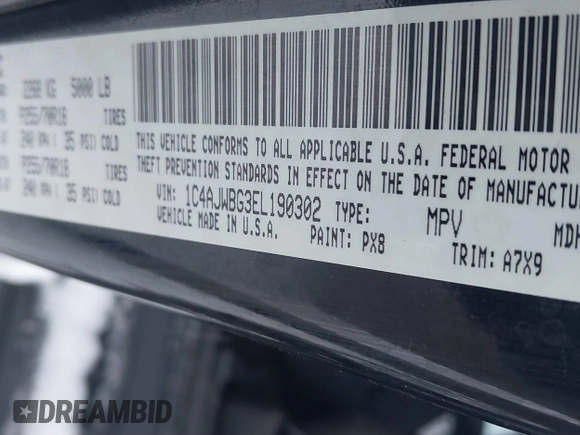 2268 KG 5000 LB
P255/70R18 TIRES
240 KPA( 35 PSI) COLD
P255/70R18 TIRES
240 KPA( 35 PSI) COLD
THIS VEHICLE CONFORMS TO ALL APPLICABLE U.S.A. FEDERAL MOTOR
THEFT PREVENTION STANDARDS IN EFFECT ON THE DATE OF MANUFACTU
VIN: 1C4AJWBG3EL190302 TYPE: MPV MDH
VEHICLE MADE IN U.S.A. PAINT: PX8 TRIM: A7X9
DREAMBID